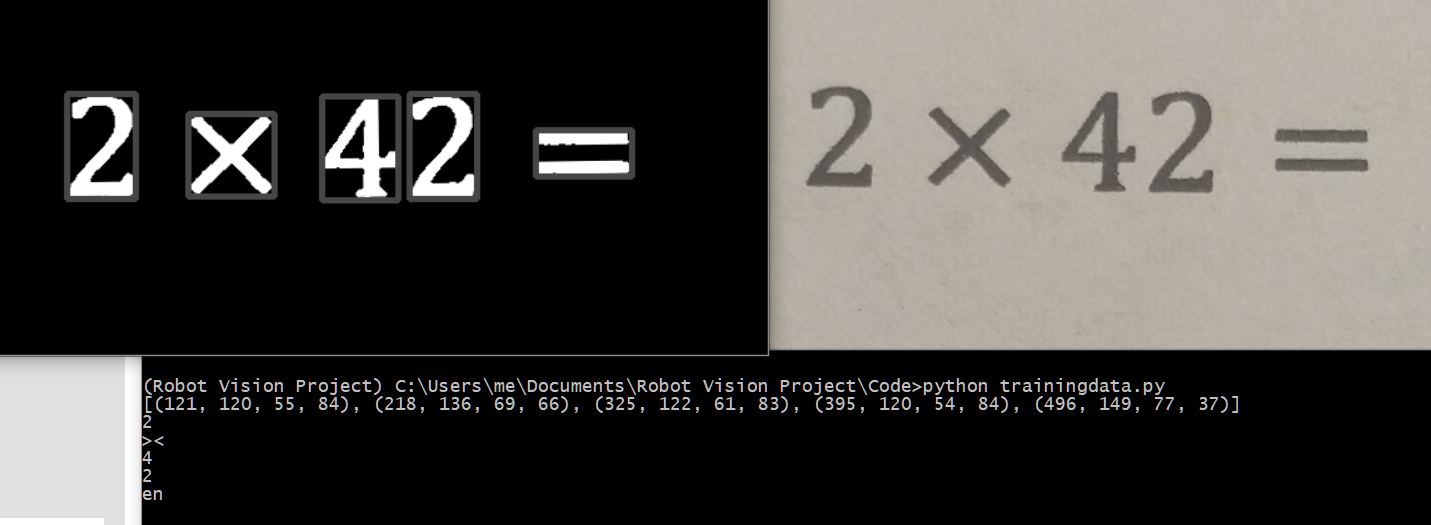 2 × 42 =
2 × 42 =
(Robot Vision Project) C:\Users\me\Documents\Robot Vision Project\Code>python trainingdata.py
[(121, 120, 55, 84), (218, 136, 69, 66), (325, 122, 61, 83), (395, 120, 54, 84), (496, 149, 77, 37)]
2
><
4
2
en